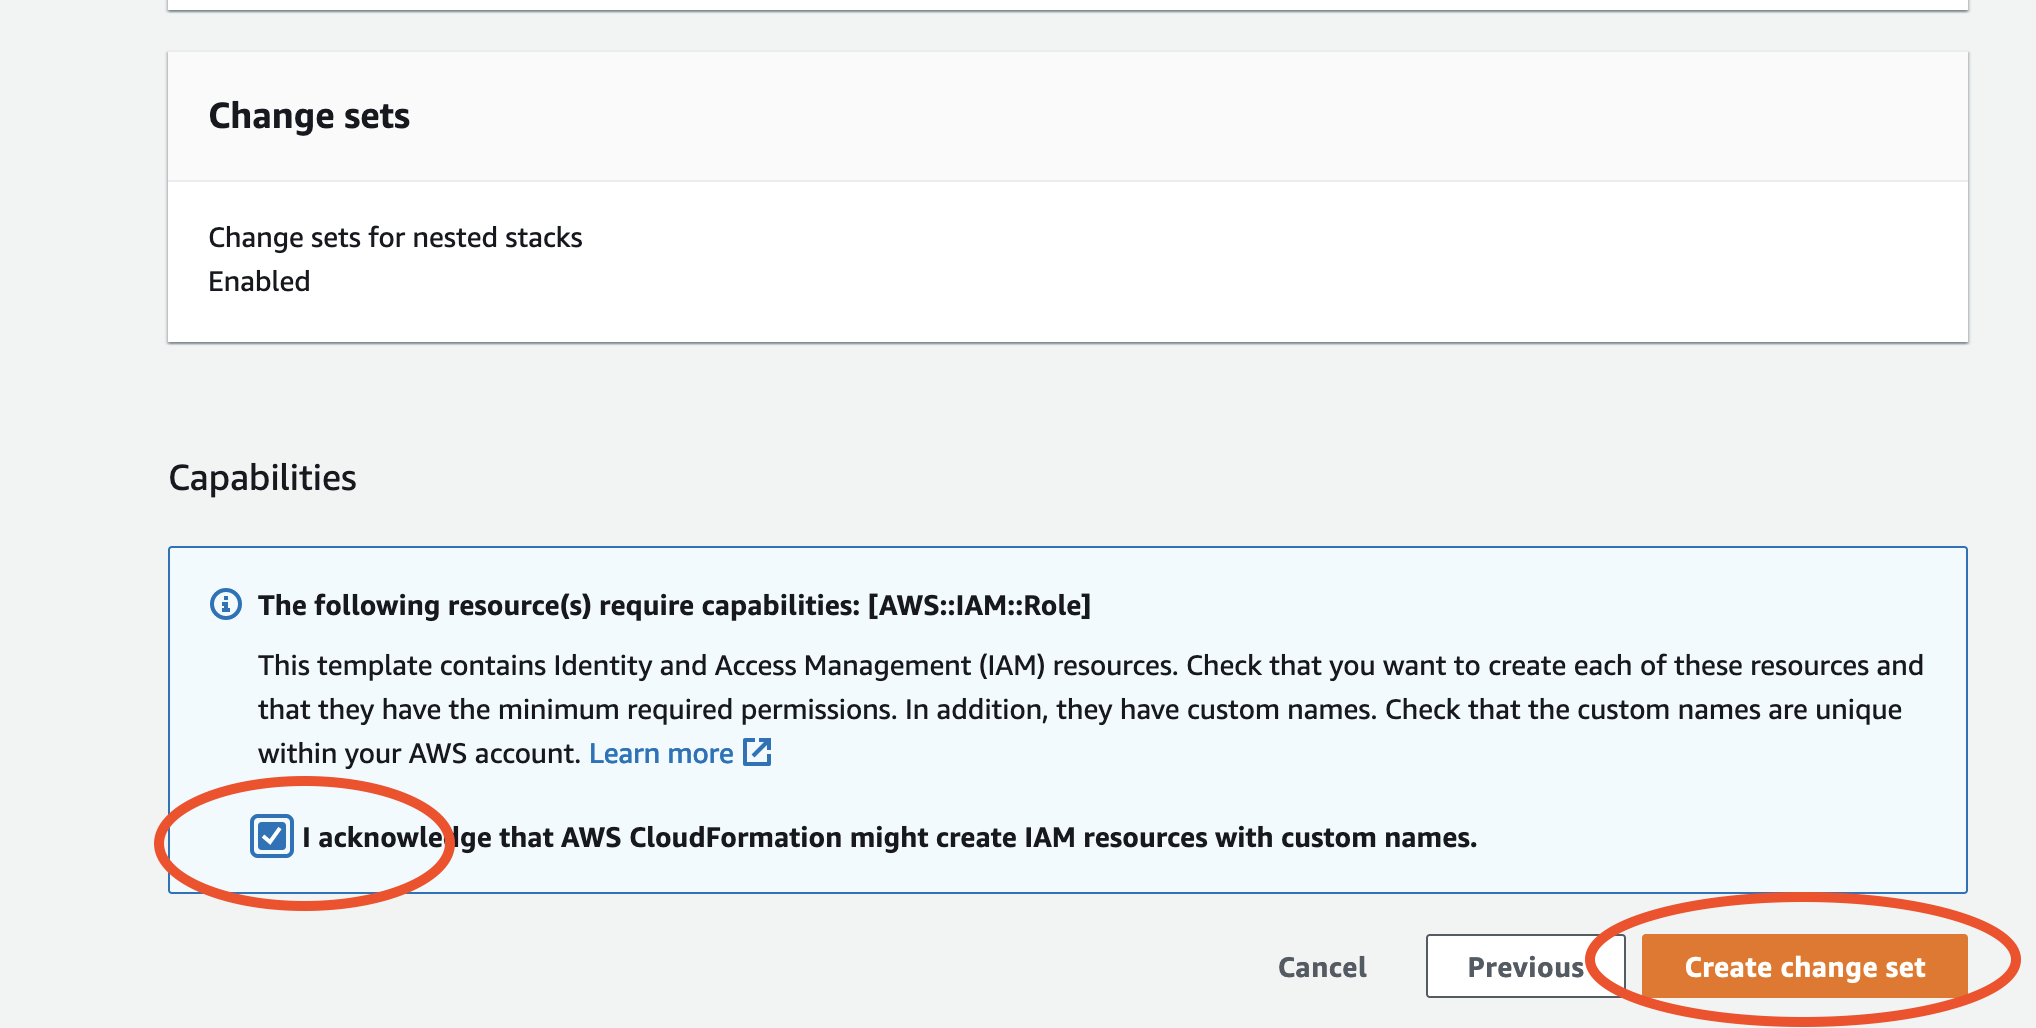 Change sets
Change sets for nested stacks
Enabled
Capabilities
The following resource(s) require capabilities: [AWS::IAM::Role]
This template contains Identity and Access Management (IAM) resources. Check that you want to create each of these resources and
that they have the minimum required permissions. In addition, they have custom names. Check that the custom names are unique
within your AWS account. Learn more
I acknowledge that AWS CloudFormation might create IAM resources with custom names.
Cancel Previous Create change set